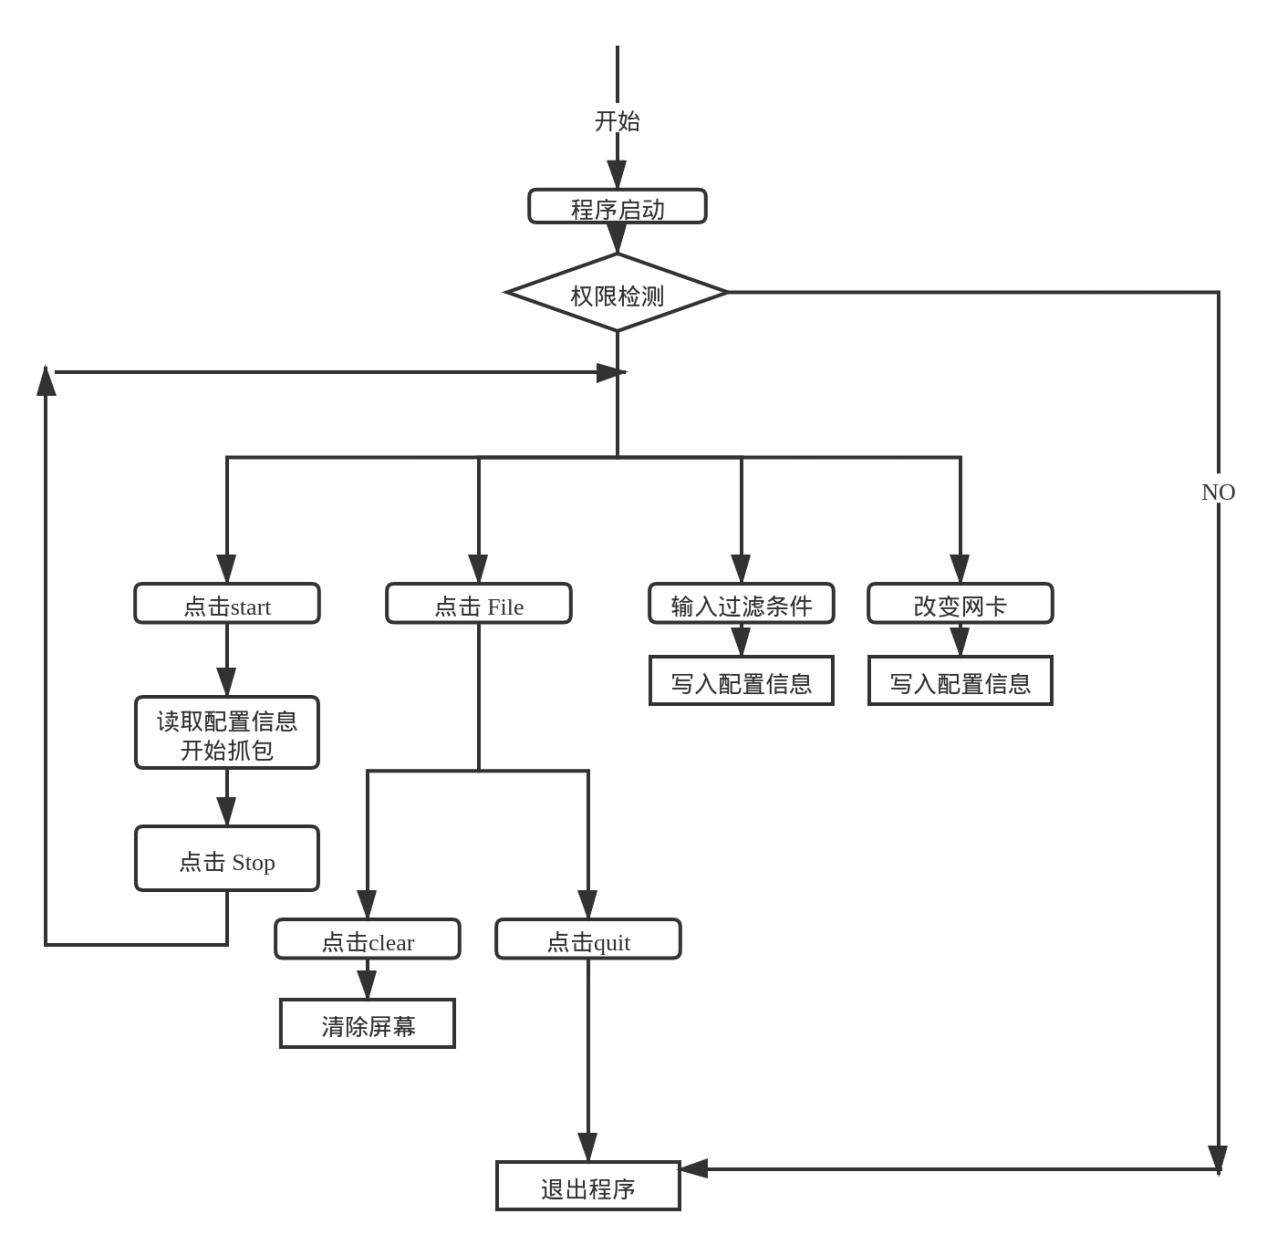 开始
程序启动
权限检测
NO
点击start
点击 File
输入过滤条件
改变网卡
写入配置信息
写入配置信息
读取配置信息
开始抓包
点击 Stop
点击clear
点击quit
清除屏幕
退出程序